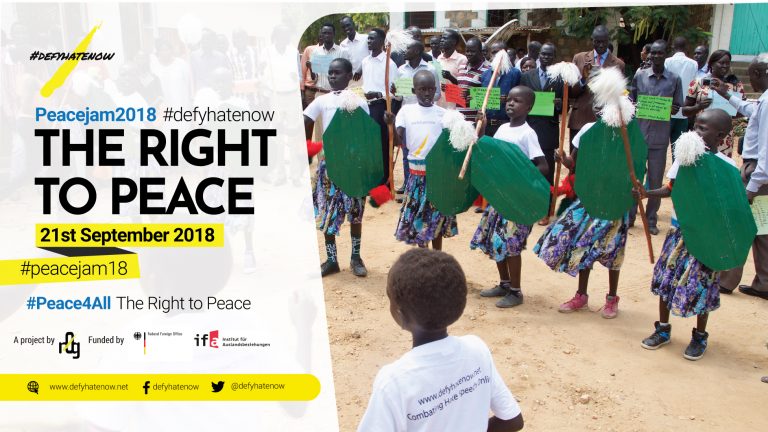 #DEFYHATENOW
Peacejam2018 #defyhatenow
THE RIGHT
TO PEACE
21st September 2018
#peacejam18
#Peace4All The Right to Peace
A project by
Funded by
Federal Foreign Office
ifa
Institut für
Auslandsbeziehungen
www.defyhatenow.net
defyhatenow
@defyhatenow
www.defyhatenow
Combating Hate Speech Onli